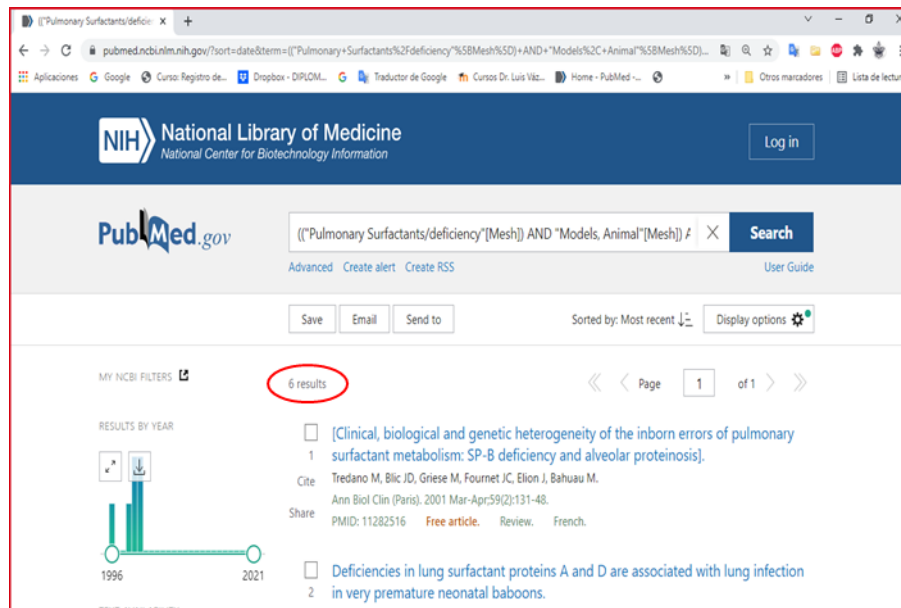 ("Pulmonary Surfactants/deficie
pubmed.ncbi.nlm.nih.gov/?sort=date&term=(("Pulmonary+Surfactants%2Fdeficiency"%5BMesh%5D)+AND+"Models%2C+Animal"%5BMesh%5D)...
Aplicaciones Google Curso: Registro de... Dropbox - DIPLOM... Traductor de Google Cursos Dr. Luis Váz... Home - PubMed -... » Otros marcadores Lista de lectur
NIH National Library of Medicine
National Center for Biotechnology Information
Log in
PubMed.gov
(("Pulmonary Surfactants/deficiency"[Mesh]) AND "Models, Animal"[Mesh]) A
Search
Advanced Create alert Create RSS User Guide
Save Email Send to Sorted by: Most recent Display options
MY NCBI FILTERS
6 results
Page 1 of 1
RESULTS BY YEAR
1996 2021
1
Cite
Share
[Clinical, biological and genetic heterogeneity of the inborn errors of pulmonary
surfactant metabolism: SP-B deficiency and alveolar proteinosis].
Tredano M, Blic JD, Griese M, Fournet JC, Elion J, Bahuau M.
Ann Biol Clin (Paris). 2001 Mar-Apr;59(2):131-48.
PMID: 11282516 Free article. Review. French.
2
Deficiencies in lung surfactant proteins A and D are associated with lung infection
in very premature neonatal baboons.